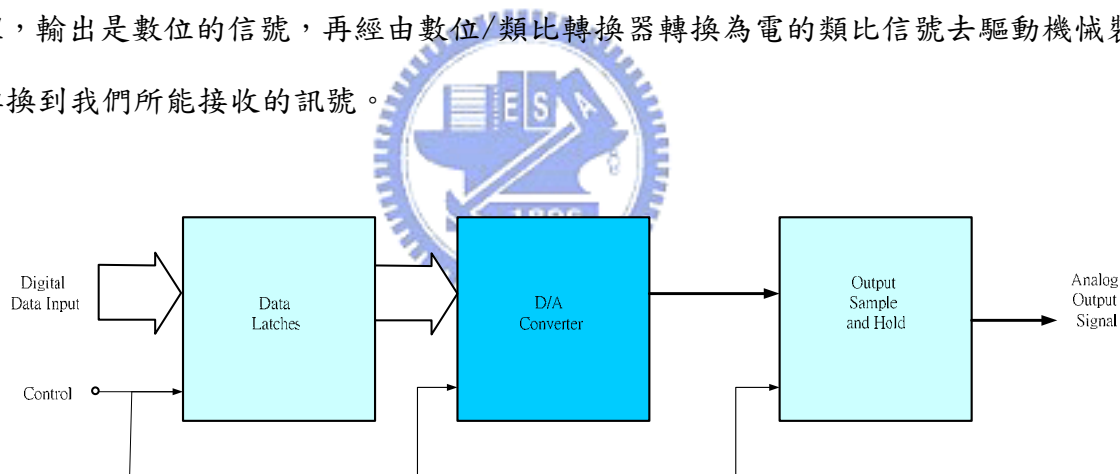 ，輸出是數位的信號，再經由數位/類比轉換器轉換為電的類比信號去驅動機械裝
換到我們所能接收的訊號。
E S A
1896
Digital
Data Input
Data
Latches
D/A
Converter
Output
Sample
and Hold
Analog
Output
Signal
Control